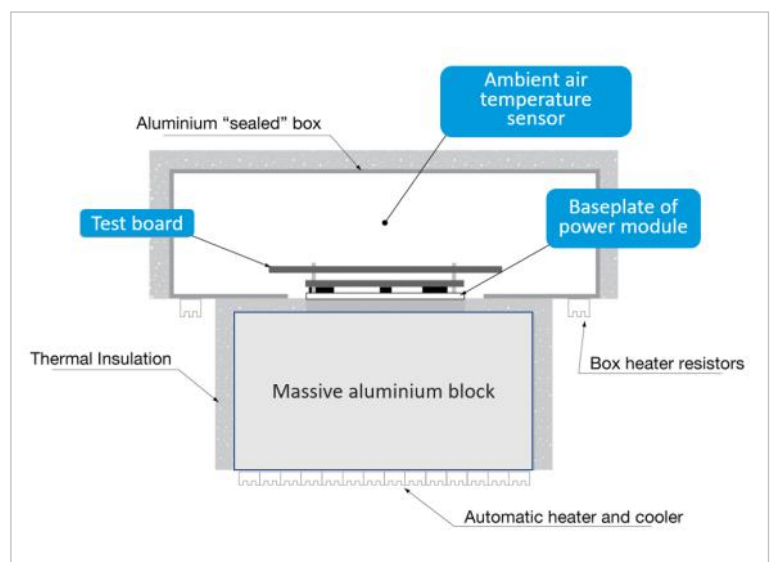 Ambient air
temperature
sensor
Aluminium “sealed” box
Test board
Baseplate of
power module
Thermal Insulation
Box heater resistors
Massive aluminium block
Automatic heater and cooler